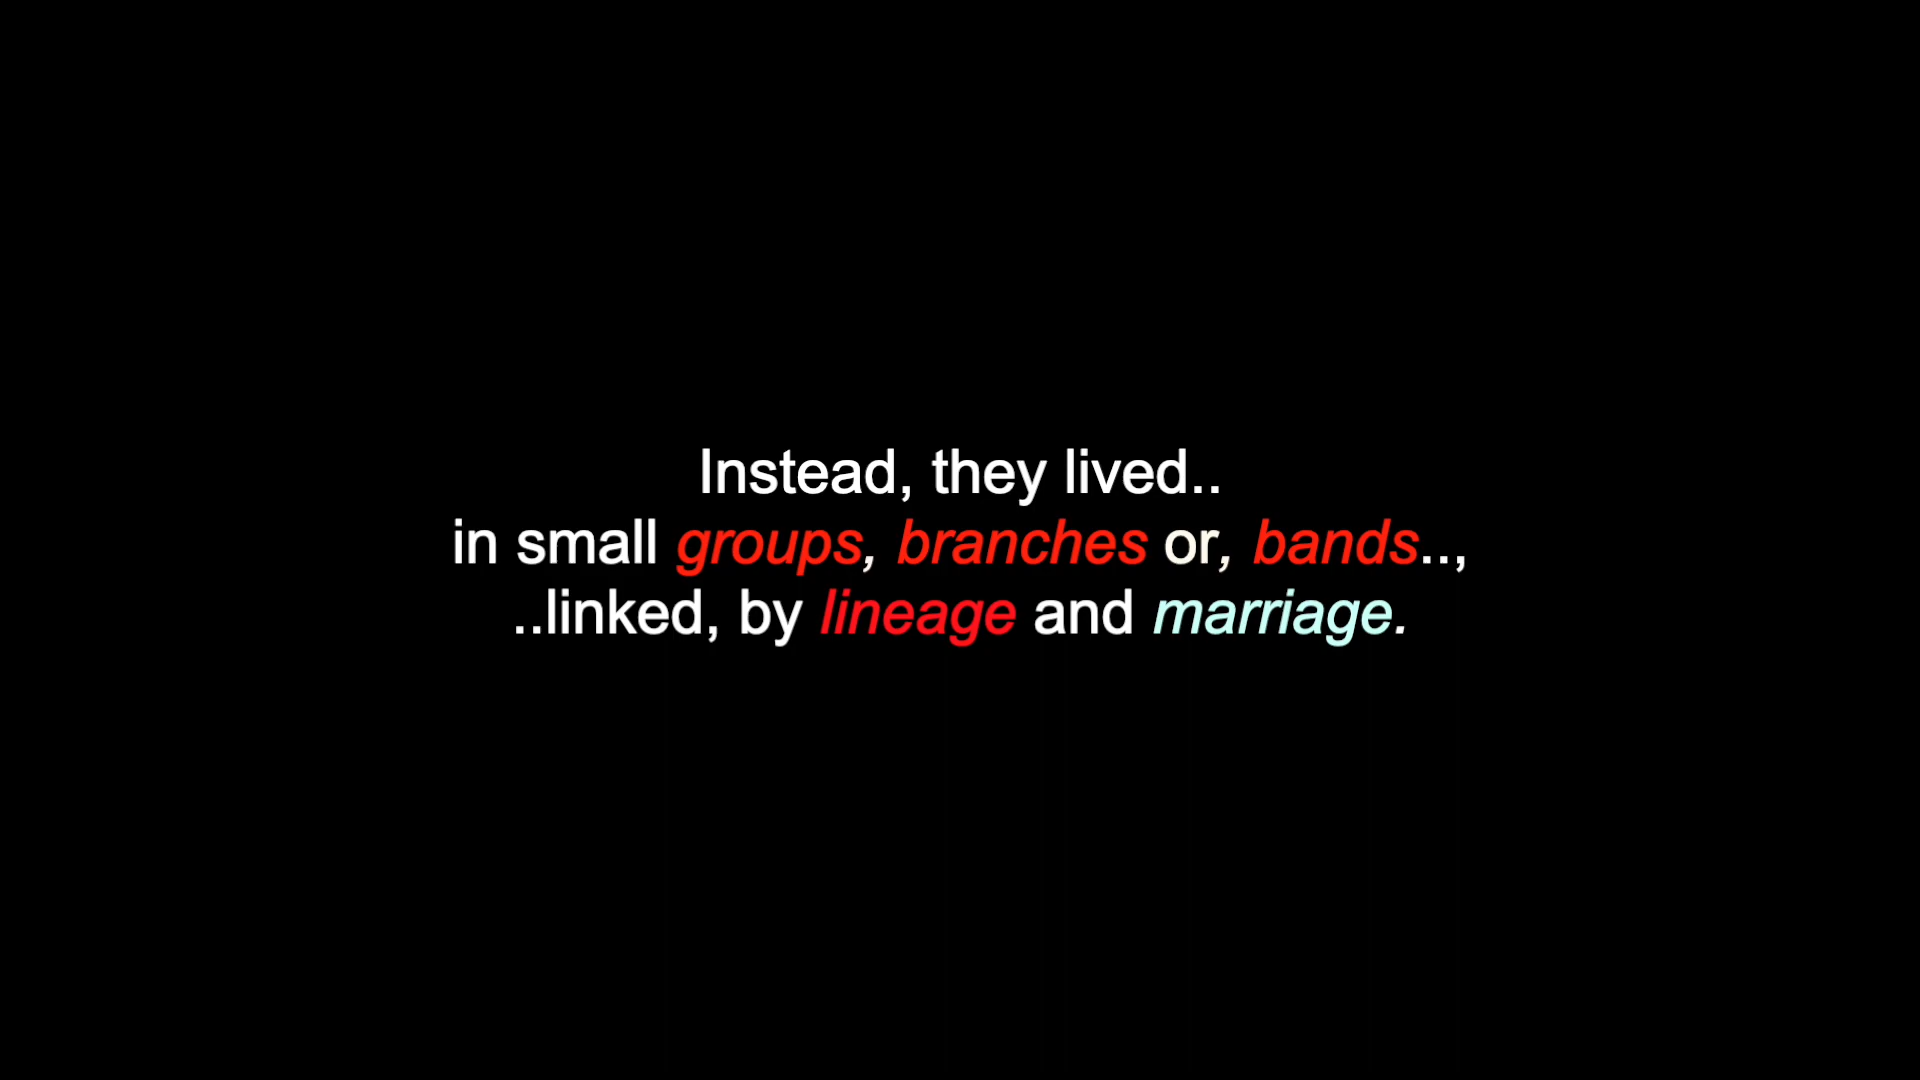 Instead, they lived..
in small groups, branches or, bands..,
..linked, by lineage and marriage.